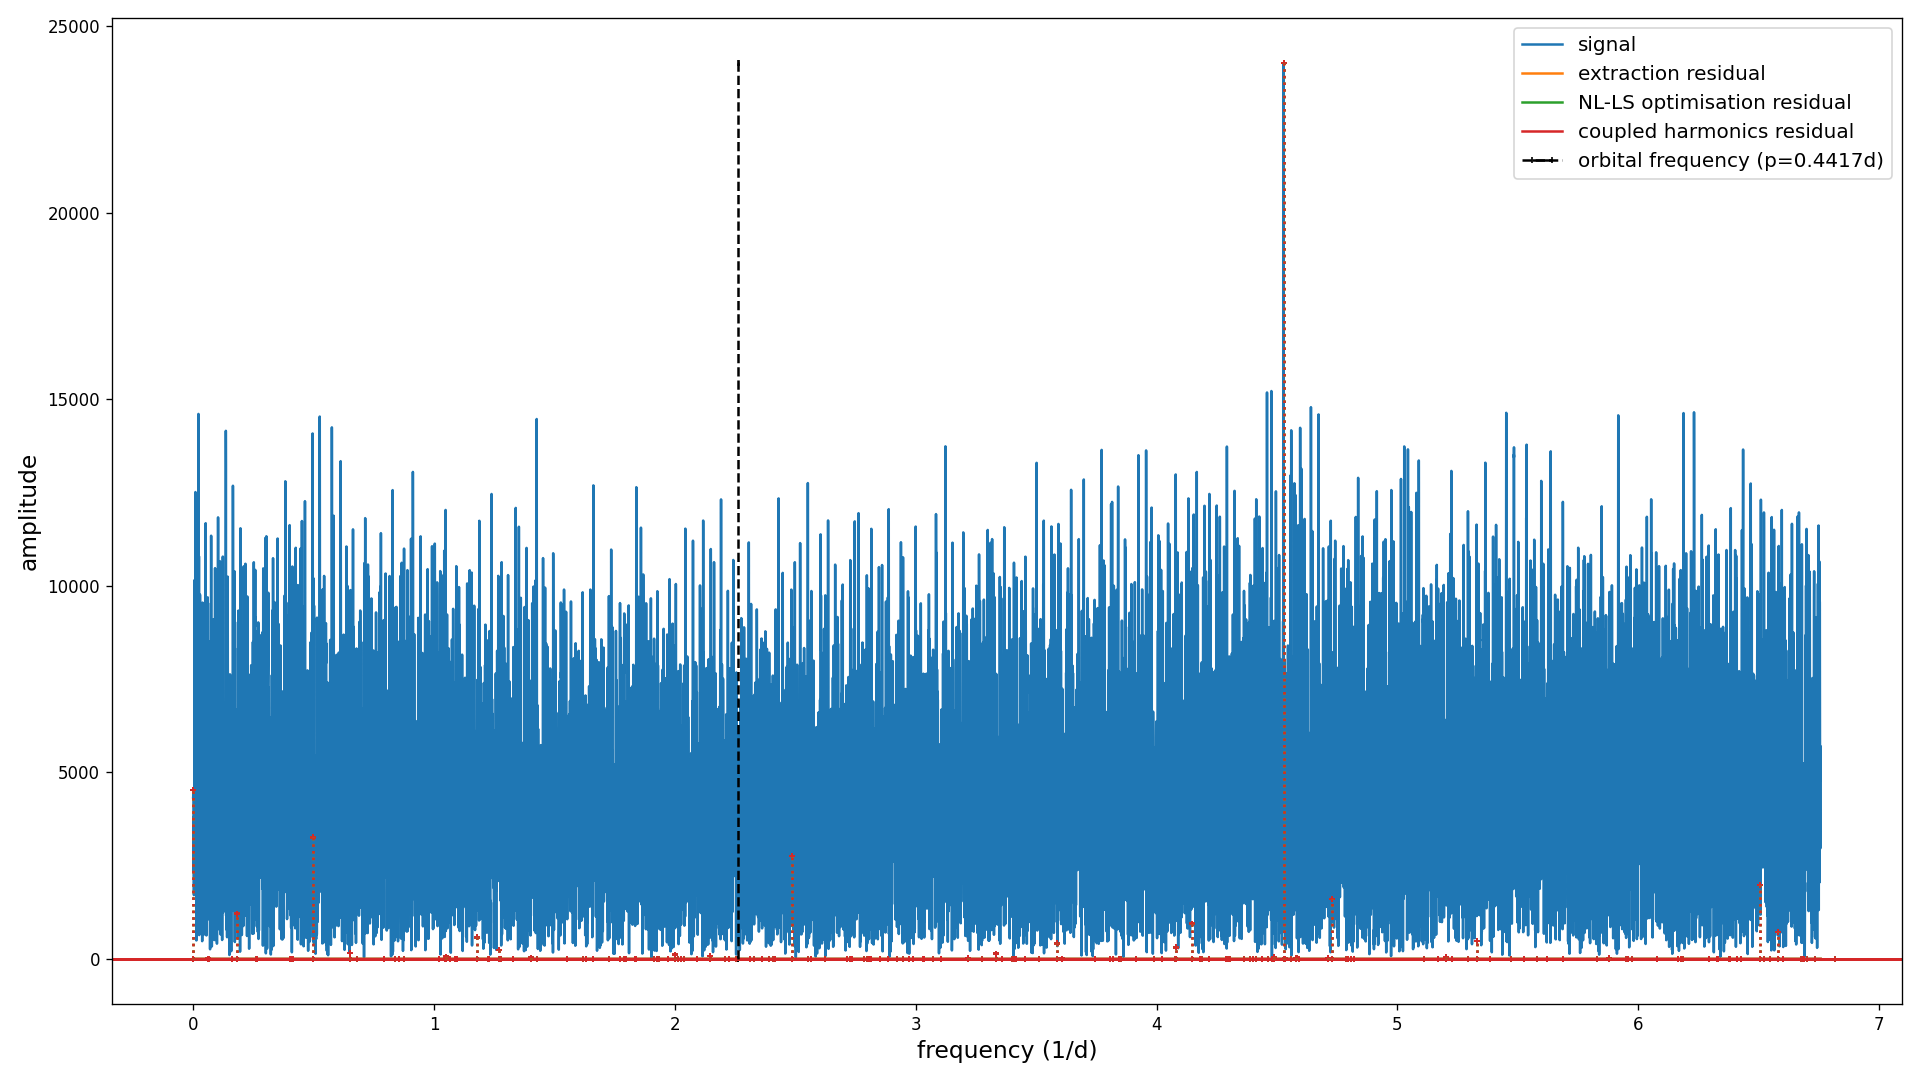 25000
20000
15000
10000
5000
0
amplitude
0 1 2 3 4 5 6 7
frequency (1/d)
signal
extraction residual
NL-LS optimisation residual
coupled harmonics residual
orbital frequency (p=0.4417d)